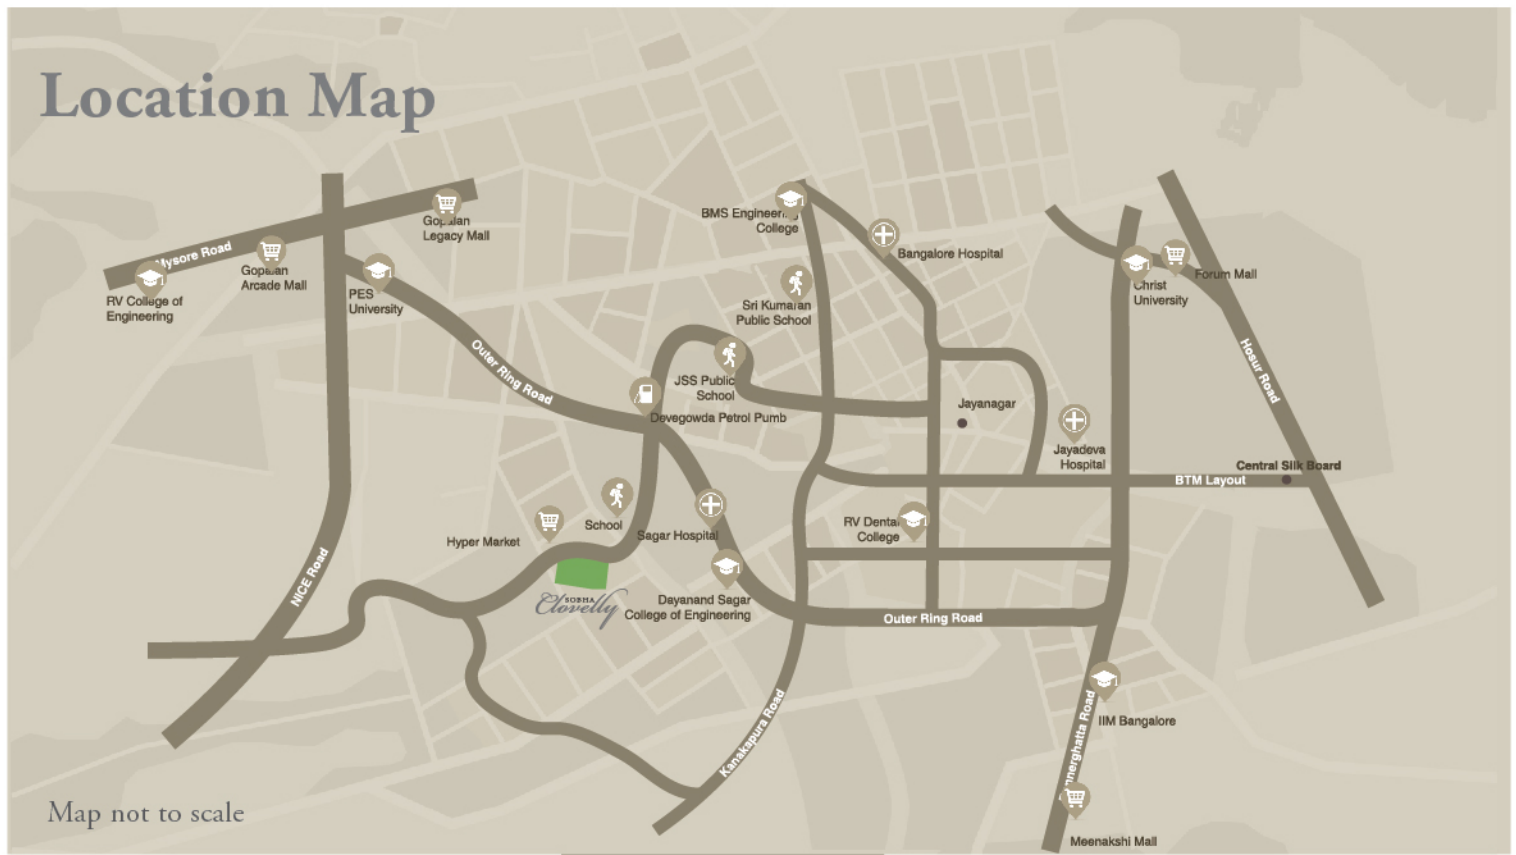 Location Map
Mysore Road
RV College of
Engineering
Gopalan
Arcade Mall
Gopalan
Legacy Mall
PES
University
Outer Ring Road
BMS Engineering
College
Bangalore Hospital
Sri Kumaran
Public School
JSS Public
School
Devegowda Petrol Pumb
Christ
University
Forum Mall
Hosur Road
Jayanagar
Jayadeva
Hospital
Central Silk Board
BTM Layout
RV Dental
College
School
Hyper Market
Sagar Hospital
NICE Road
SOBHA
Clovelly
Dayanand Sagar
College of Engineering
Outer Ring Road
Kanakapura Road
IIM Bangalore
nnerghatta Road
Meenakshi Mall
Map not to scale